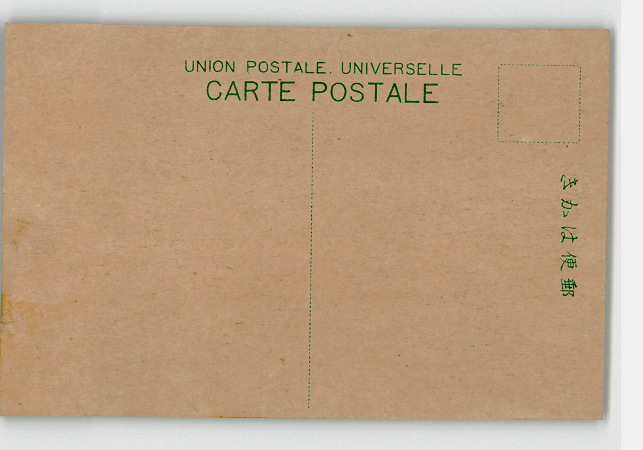 UNION POSTALE. UNIVERSELLE
CARTE POSTALE
きかは便郵